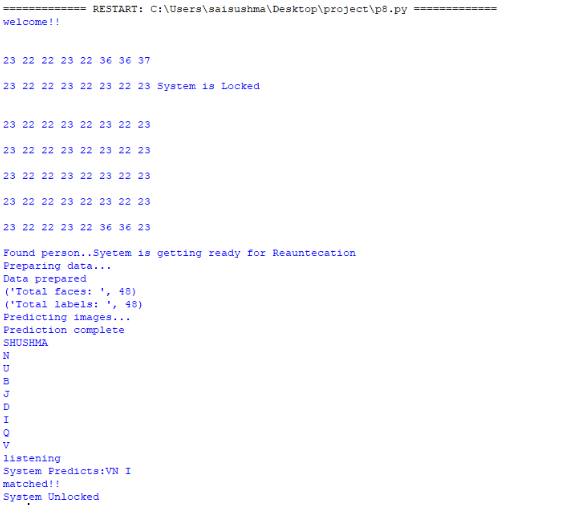 ============= RESTART: C:\Users\saisushma\Desktop\project\p8.py =============
welcome!!
23 22 22 23 22 36 36 37
23 22 22 23 22 23 22 23 System is Locked
23 22 22 23 22 23 22 23
23 22 22 23 22 23 22 23
23 22 22 23 22 23 22 23
23 22 22 23 22 23 22 23
23 22 22 23 22 36 36 23
Found person..Syetem is getting ready for Reauntecation
Preparing data...
Data prepared
('Total faces: ', 48)
('Total labels: ', 48)
Predicting images...
Prediction complete
SHUSHMA
N
U
B
J
D
I
Q
V
listening
System Predicts:VN I
matched!!
System Unlocked